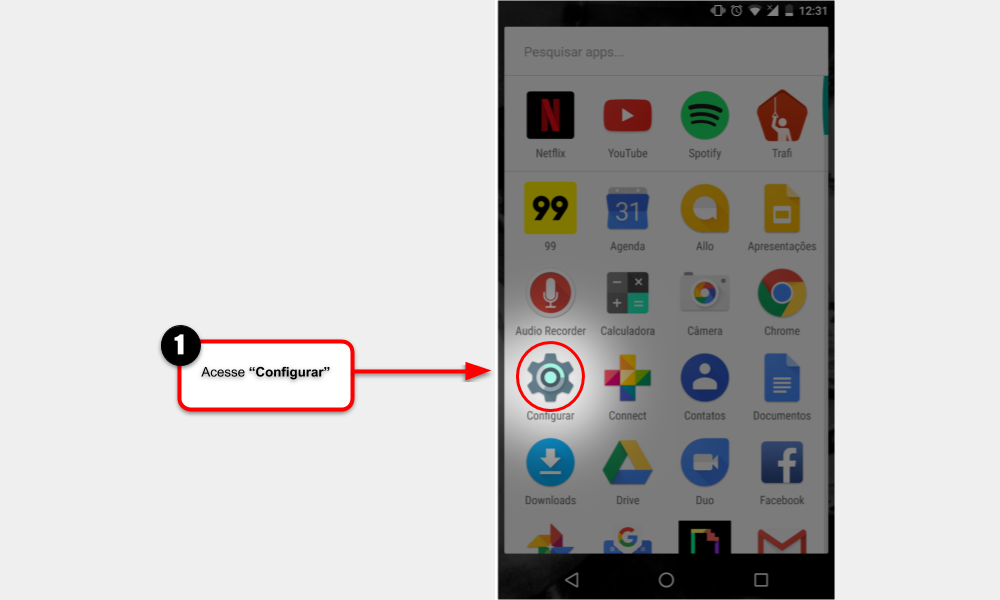 12:31
Pesquisar apps...
N
Netflix YouTube Spotify Trafi
99 31
99 Agenda Allo Apresentações
Audio Recorder Calculadora Câmera Chrome
1
Acesse “Configurar”
Configurar Connect Contatos Documentos
f
Downloads Drive Duo Facebook
G